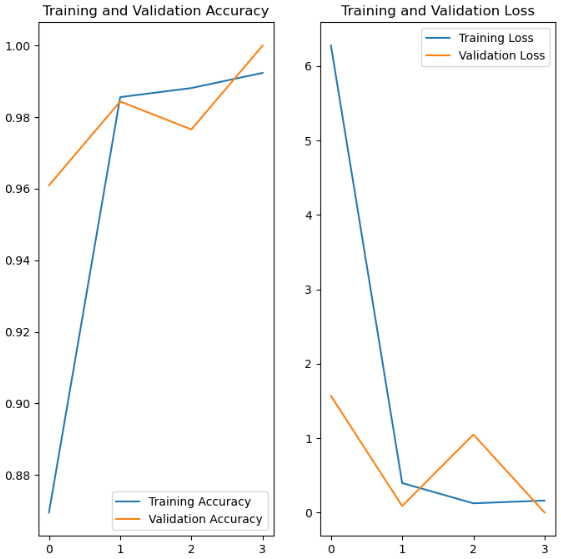 Training and Validation Accuracy
1.00
0.98
0.96
0.94
0.92
0.90
0.88
Training Accuracy
Validation Accuracy
0 1 2 3
Training and Validation Loss
Training Loss
Validation Loss
6
5
4
3
2
1
0
0 1 2 3